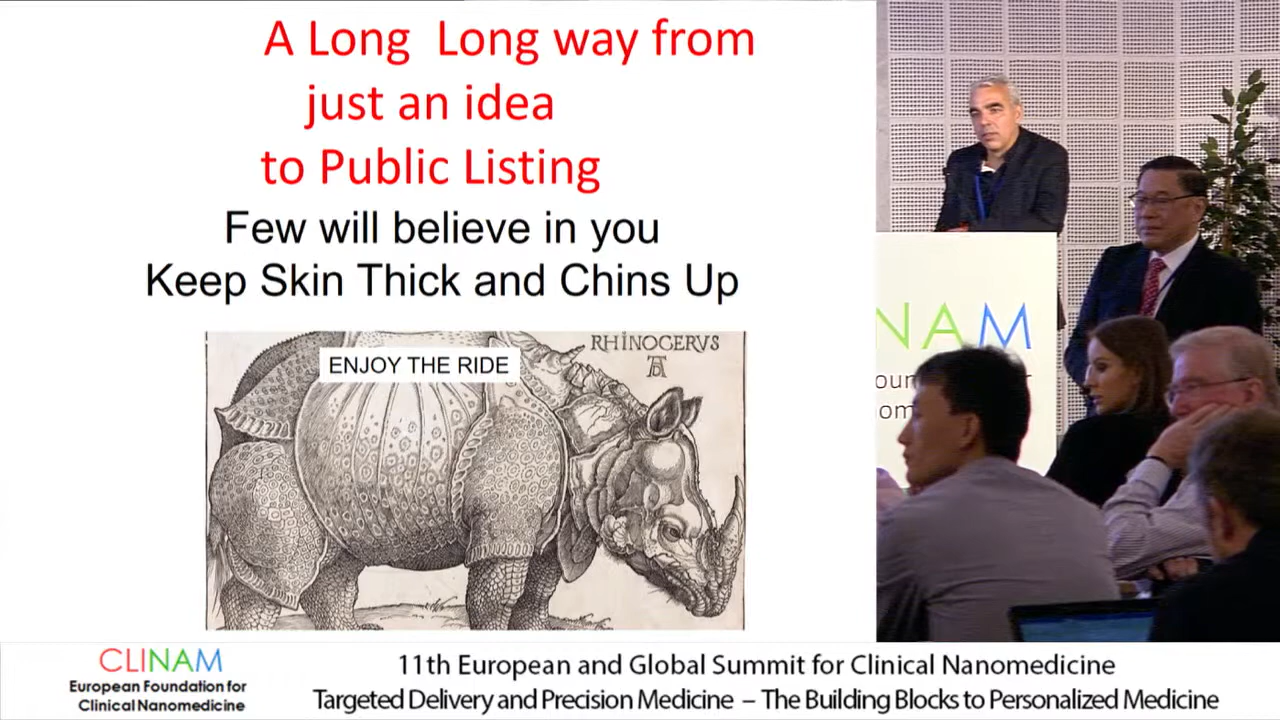 A Long Long way from
just an idea
to Public Listing
Few will believe in you
Keep Skin Thick and Chins Up
RHINOCERVS
ENJOY THE RIDE
NAM
CLINAM
European Foundation for
Clinical Nanomedicine
11th European and Global Summit for Clinical Nanomedicine
Targeted Delivery and Precision Medicine – The Building Blocks to Personalized Medicine